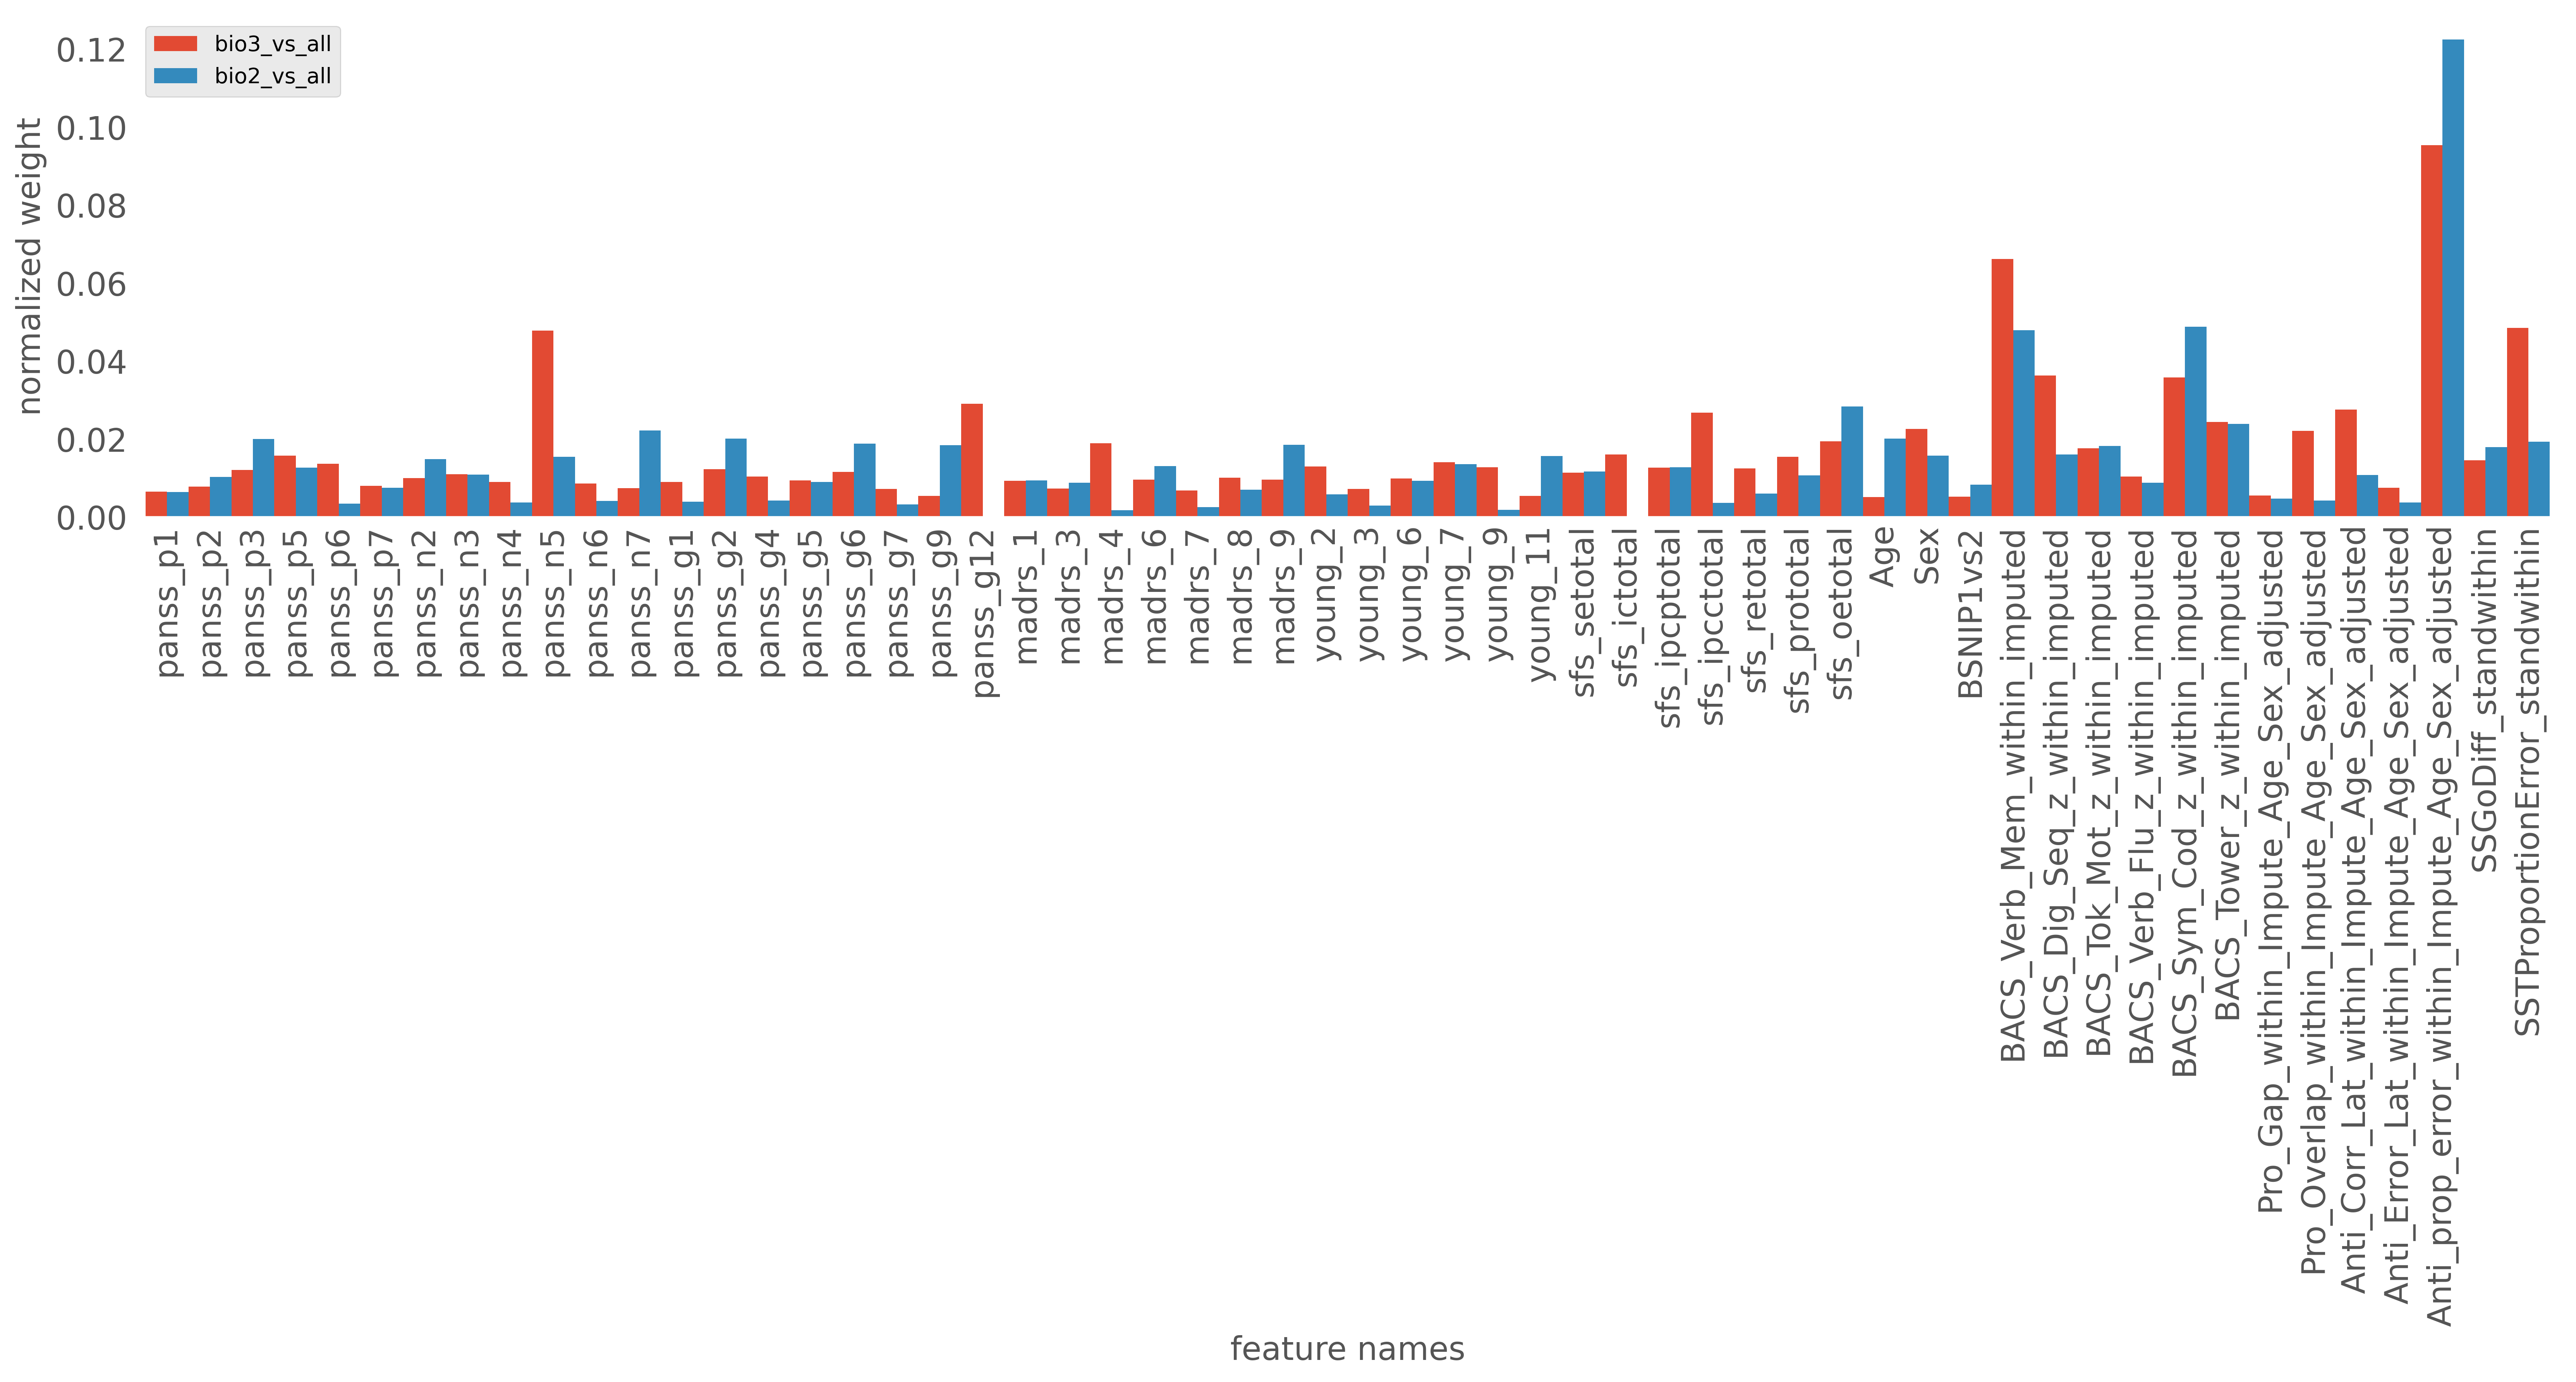 0.12
0.10
0.08
0.06
0.04
0.02
0.00
normalized weight
bio3_vs_all
bio2_vs_all
panss_p1
panss_p2
panss_p3
panss_p5
panss_p6
panss_p7
panss_n2
panss_n3
panss_n4
panss_n5
panss_n6
panss_n7
panss_g1
panss_g2
panss_g4
panss_g5
panss_g6
panss_g7
panss_g9
panss_g12
madrs_1
madrs_3
madrs_4
madrs_6
madrs_7
madrs_8
madrs_9
young_2
young_3
young_6
young_7
young_9
young_11
sfs_setotal
sfs_ictotal
sfs_ipcptotal
sfs_ipcctotal
sfs_retotal
sfs_prototal
sfs_oetotal
Age
Sex
BSNIP1vs2
BACS_Verb_Mem_within_imputed
BACS_Dig_Seq_z_within_imputed
BACS_Tok_Mot_z_within_imputed
BACS_Verb_Flu_z_within_imputed
BACS_Sym_Cod_z_within_imputed
BACS_Tower_z_within_imputed
Pro_Gap_within_Impute_Age_Sex_adjusted
Pro_Overlap_within_Impute_Age_Sex_adjusted
Anti_Corr_Lat_within_Impute_Age_Sex_adjusted
Anti_Error_Lat_within_Impute_Age_Sex_adjusted
Anti_prop_error_within_Impute_Age_Sex_adjusted
SSGoDiff_standwithin
SSTProportionError_standwithin
feature names